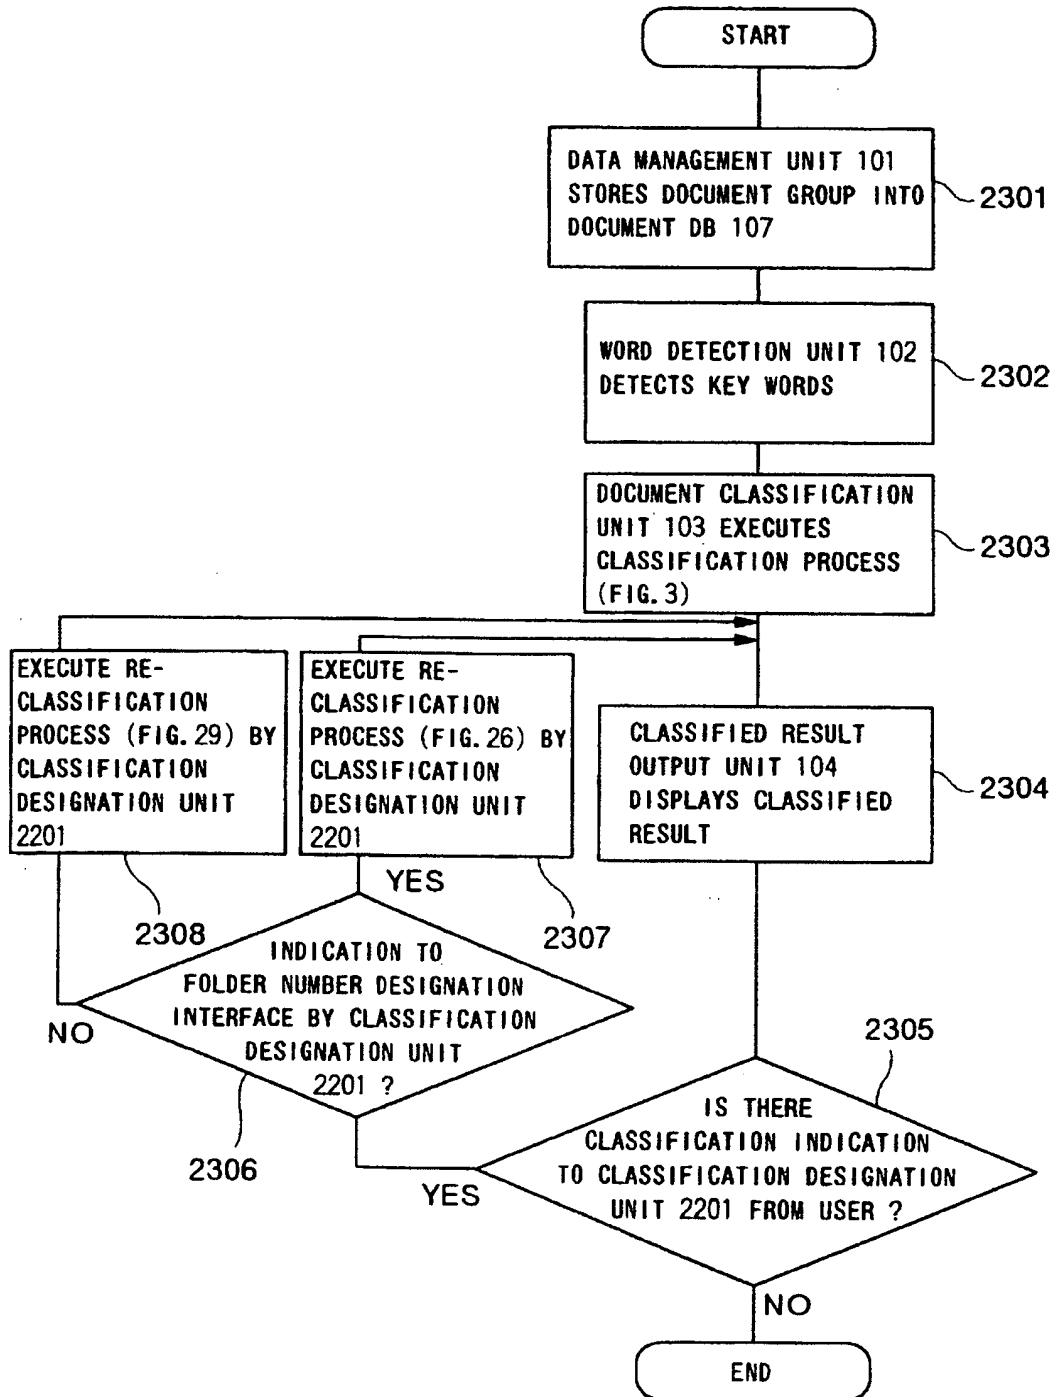 START
DATA MANAGEMENT UNIT 101
STORES DOCUMENT GROUP INTO
DOCUMENT DB 107
2301
WORD DETECTION UNIT 102
DETECTS KEY WORDS
2302
DOCUMENT CLASSIFICATION
UNIT 103 EXECUTES
CLASSIFICATION PROCESS
(FIG. 3)
2303
EXECUTE RE-
CLASSIFICATION
PROCESS (FIG. 29) BY
CLASSIFICATION
DESIGNATION UNIT
2201
2308
EXECUTE RE-
CLASSIFICATION
PROCESS (FIG. 26) BY
CLASSIFICATION
DESIGNATION UNIT
2201
2307
CLASSIFIED RESULT
OUTPUT UNIT 104
DISPLAYS CLASSIFIED
RESULT
2304
YES
INDICATION TO
FOLDER NUMBER DESIGNATION
INTERFACE BY CLASSIFICATION
DESIGNATION UNIT
2201 ?
NO
2306
2305
IS THERE
CLASSIFICATION INDICATION
TO CLASSIFICATION DESIGNATION
UNIT 2201 FROM USER ?
YES
NO
END